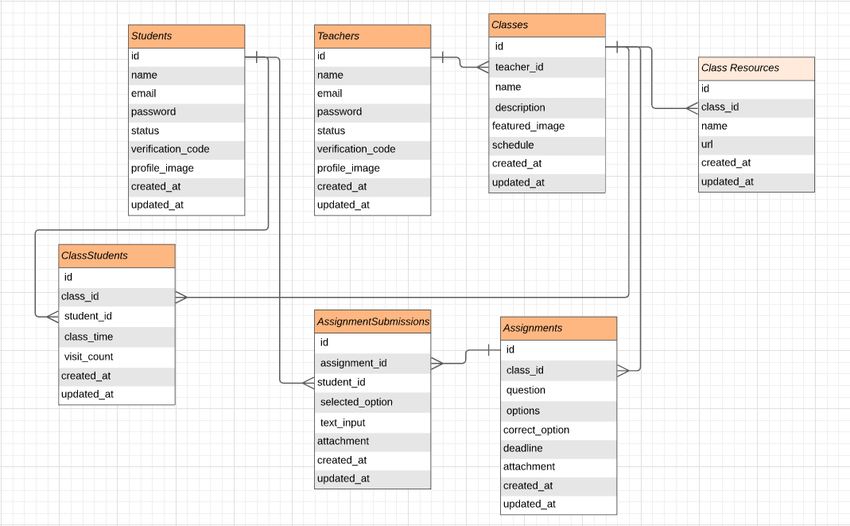 Students
id
name
email
password
status
verification_code
profile_image
created_at
updated_at
Teachers
id
name
email
password
status
verification_code
profile_image
created_at
updated_at
Classes
id
teacher_id
name
description
featured_image
schedule
created_at
updated_at
Class Resources
id
class_id
name
url
created_at
updated_at
ClassStudents
id
class_id
student_id
class_time
visit_count
created_at
updated_at
AssignmentSubmissions
id
assignment_id
student_id
selected_option
text_input
attachment
created_at
updated_at
Assignments
id
class_id
question
options
correct_option
deadline
attachment
created_at
updated_at